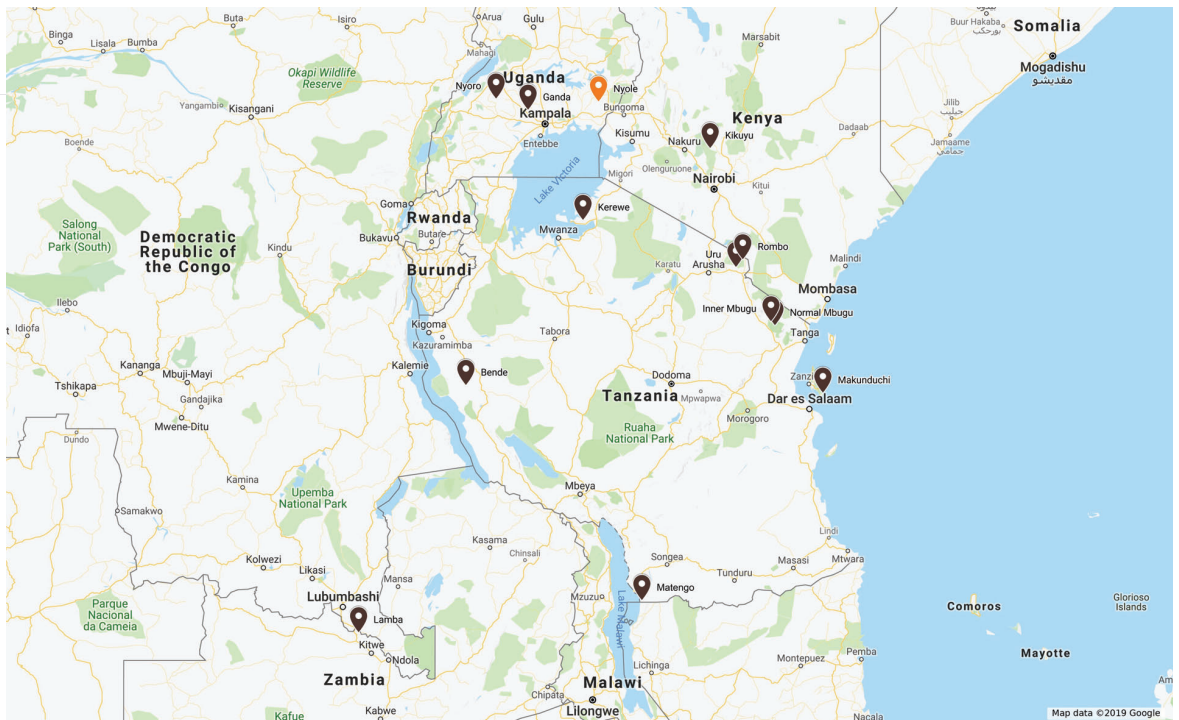 Somalia
Buta
Isiro
Arua
Gulu
Buur Hakaba
بورحكبه
Binga
Lisala
Bumba
Marsabit
Mahagi
Mogadishu
مقديشو
Okapi Wildlife
Reserve
Uganda
Nyoro
Ganda
Nyole
Yangambi
Kisangani
Kampala
Bungoma
Kenya
Jilib
جيليب
Boende
Entebbe
Kisumu
Nakuru
Kikuyu
Dadaab
Jamaame
جمامي
Lake Victoria
Olenguruone
Migori
Nairobi
Kitui
Goma
Rwanda
Kerewe
Salong
National
Park (South)
Democratic
Republic of
the Congo
Kindu
Bukavu
Butare
Mwanza
Rombo
Uru
Arusha
Karatu
Malindi
Burundi
Mombasa
Ilebo
Inner Mbugu
Normal Mbugu
t
Idiofa
Kigoma
Tabora
Tanga
Kazuramimba
Kananga
Mbuji-Mayi
Kalemie
Bende
Dodoma
Zanzi
Makunduchi
Tshikapa
Gandajika
Tanzania
Mpwapwa
Dar es Salaam
Mwene-Ditu
Morogoro
Dundo
Ruaha
National Park
Kamina
Mbeya
Upemba
National Park
Samakwo
Lindi
Kasama
Mtwara
Kolwezi
Chinsali
Songea
Masasi
Likasi
Mansa
Tunduru
Matengo
Lubumbashi
Mzuzu
Parque
Nacional
da Cameia
Lamba
Lake Malawi
Comoros
Glorioso
Islands
Kitwe
Ndola
Lichinga
Montepuez
Pemba
Mayotte
Zambia
Malawi
Chipata
Am
Kabwe
Lilongwe
Kafue
Nacala
Map data ©2019 Google